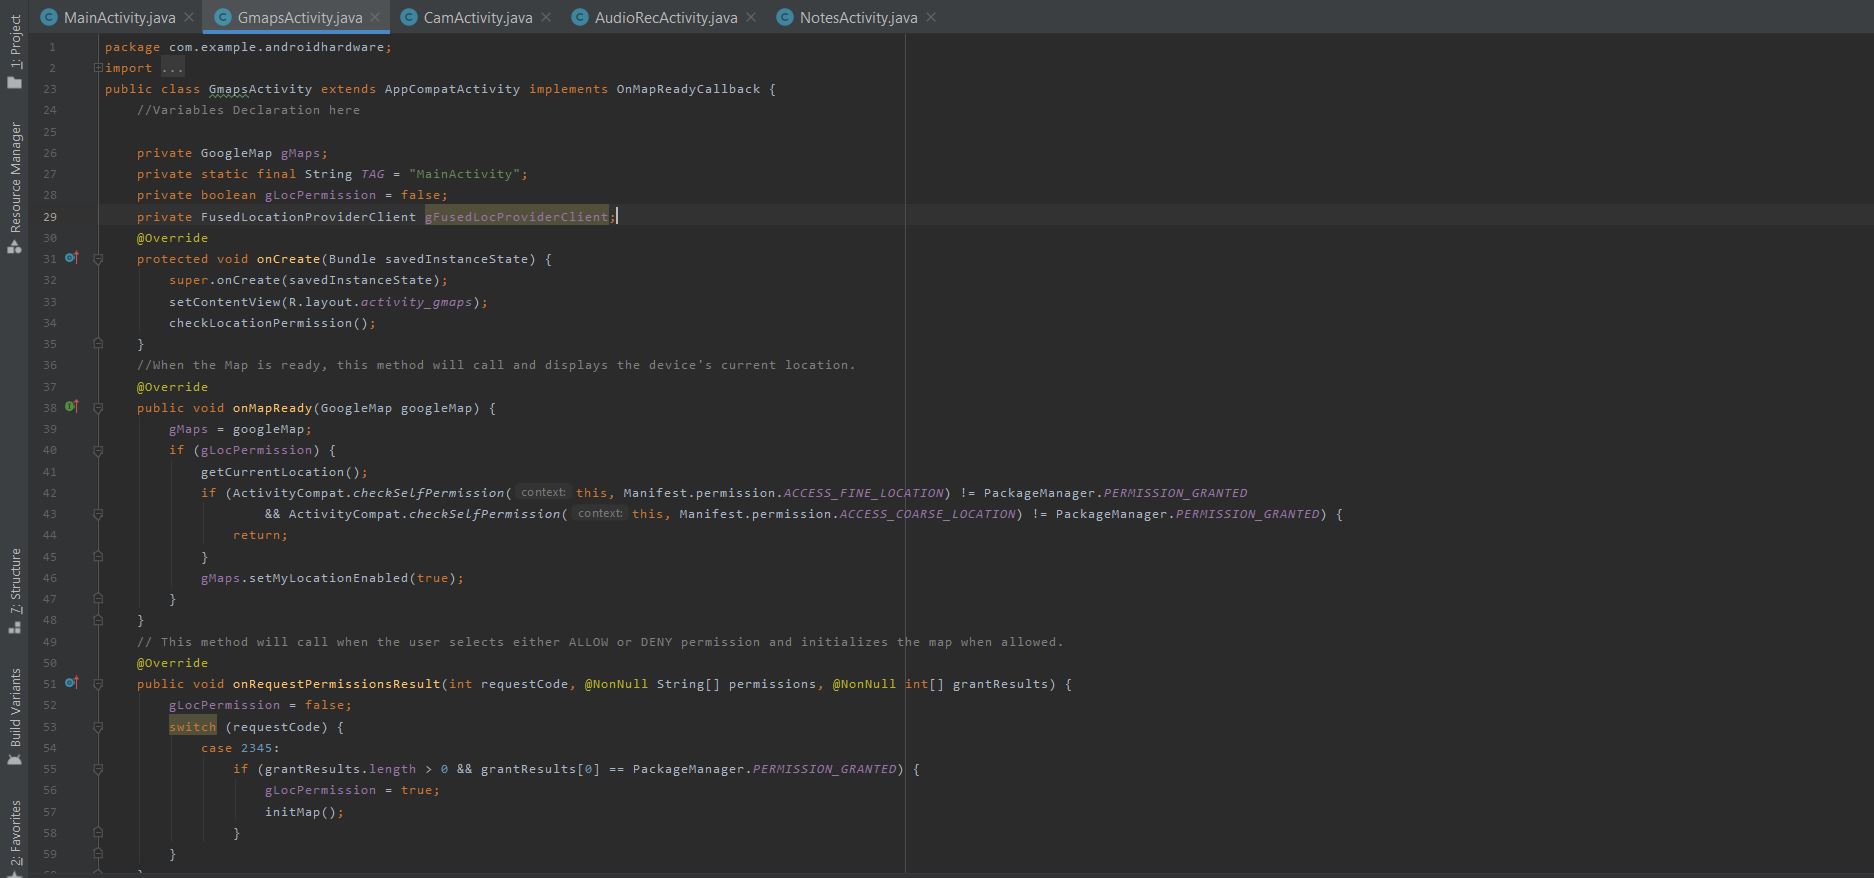 MainActivity.java GmapsActivity.java CamActivity.java AudioRecActivity.java NotesActivity.java
1: Project
Resource Manager
7: Structure
Build Variants
2: Favorites
1 package com.example.androidhardware;
2 import ...
23 public class GmapsActivity extends AppCompatActivity implements OnMapReadyCallback {
24 //Variables Declaration here
25
26 private GoogleMap gMaps;
27 private static final String TAG = "MainActivity";
28 private boolean gLocPermission = false;
29 private FusedLocationProviderClient gFusedLocProviderClient;
30 @Override
31 protected void onCreate(Bundle savedInstanceState) {
32 super.onCreate(savedInstanceState);
33 setContentView(R.layout.activity_gmaps);
34 checkLocationPermission();
35 }
36 //When the Map is ready, this method will call and displays the device's current location.
37 @Override
38 public void onMapReady(GoogleMap googleMap) {
39 gMaps = googleMap;
40 if (gLocPermission) {
41 getCurrentLocation();
42 if (ActivityCompat.checkSelfPermission( context: this, Manifest.permission.ACCESS_FINE_LOCATION) != PackageManager.PERMISSION_GRANTED
43 && ActivityCompat.checkSelfPermission( context: this, Manifest.permission.ACCESS_COARSE_LOCATION) != PackageManager.PERMISSION_GRANTED) {
44 return;
45 }
46 gMaps.setMyLocationEnabled(true);
47 }
48 }
49 // This method will call when the user selects either ALLOW or DENY permission and initializes the map when allowed.
50 @Override
51 public void onRequestPermissionsResult(int requestCode, @NonNull String[] permissions, @NonNull int[] grantResults) {
52 gLocPermission = false;
53 switch (requestCode) {
54 case 2345:
55 if (grantResults.length > 0 && grantResults[0] == PackageManager.PERMISSION_GRANTED) {
56 gLocPermission = true;
57 initMap();
58 }
59 }